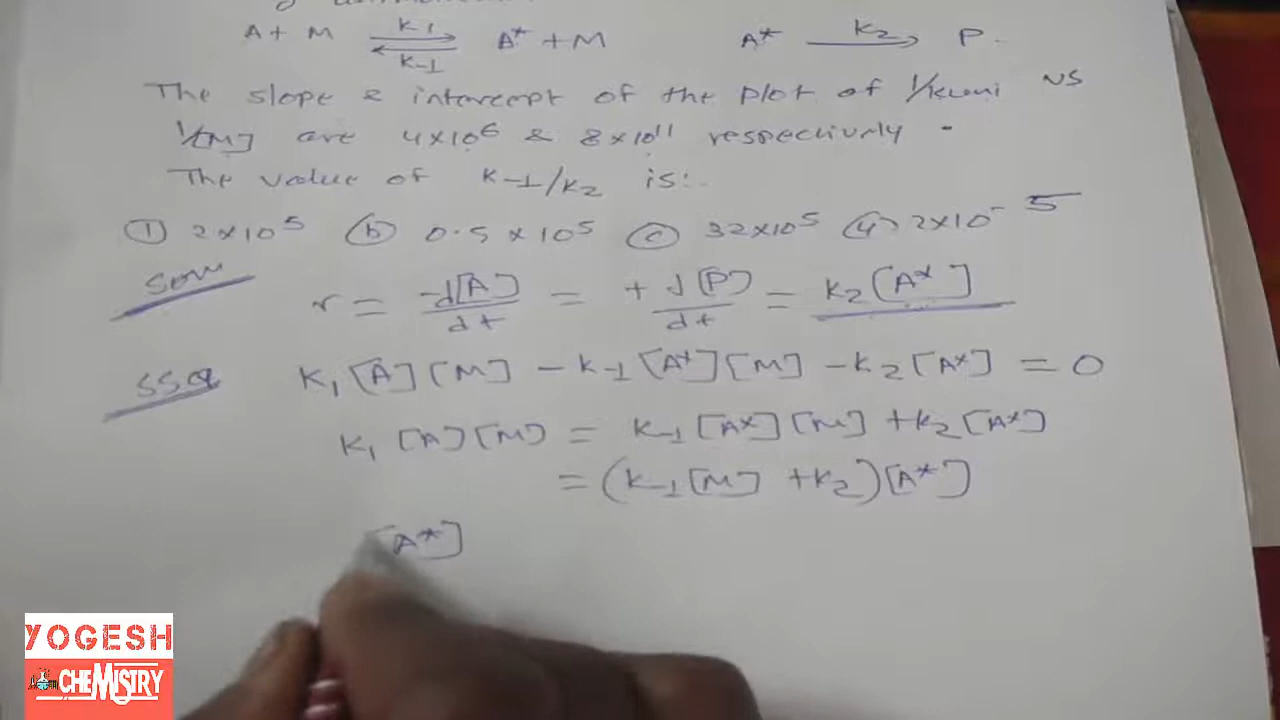 A + M K1 K-1 A* + M A* K2 P.
The slope & intercept of the plot of 1/kuni vs
1/[M] are 4×10^6 & 8×10^11 respectively.
The value of K-1/K2 is:.
① 2×10^5 ⓑ 0.5×10^5 ⓒ 32×10^5 ④ 2×10^-5
Soln r = -d[A]/dt = +d[P]/dt = K2[A*]
SSA K1[A][M] - K-1[A*][M] - K2[A*] = 0
K1[A][M] = K-1[A*][M] + K2[A*]
= (K-1[M] + K2)[A*]
[A*]
YOGESH
CHEMISTRY